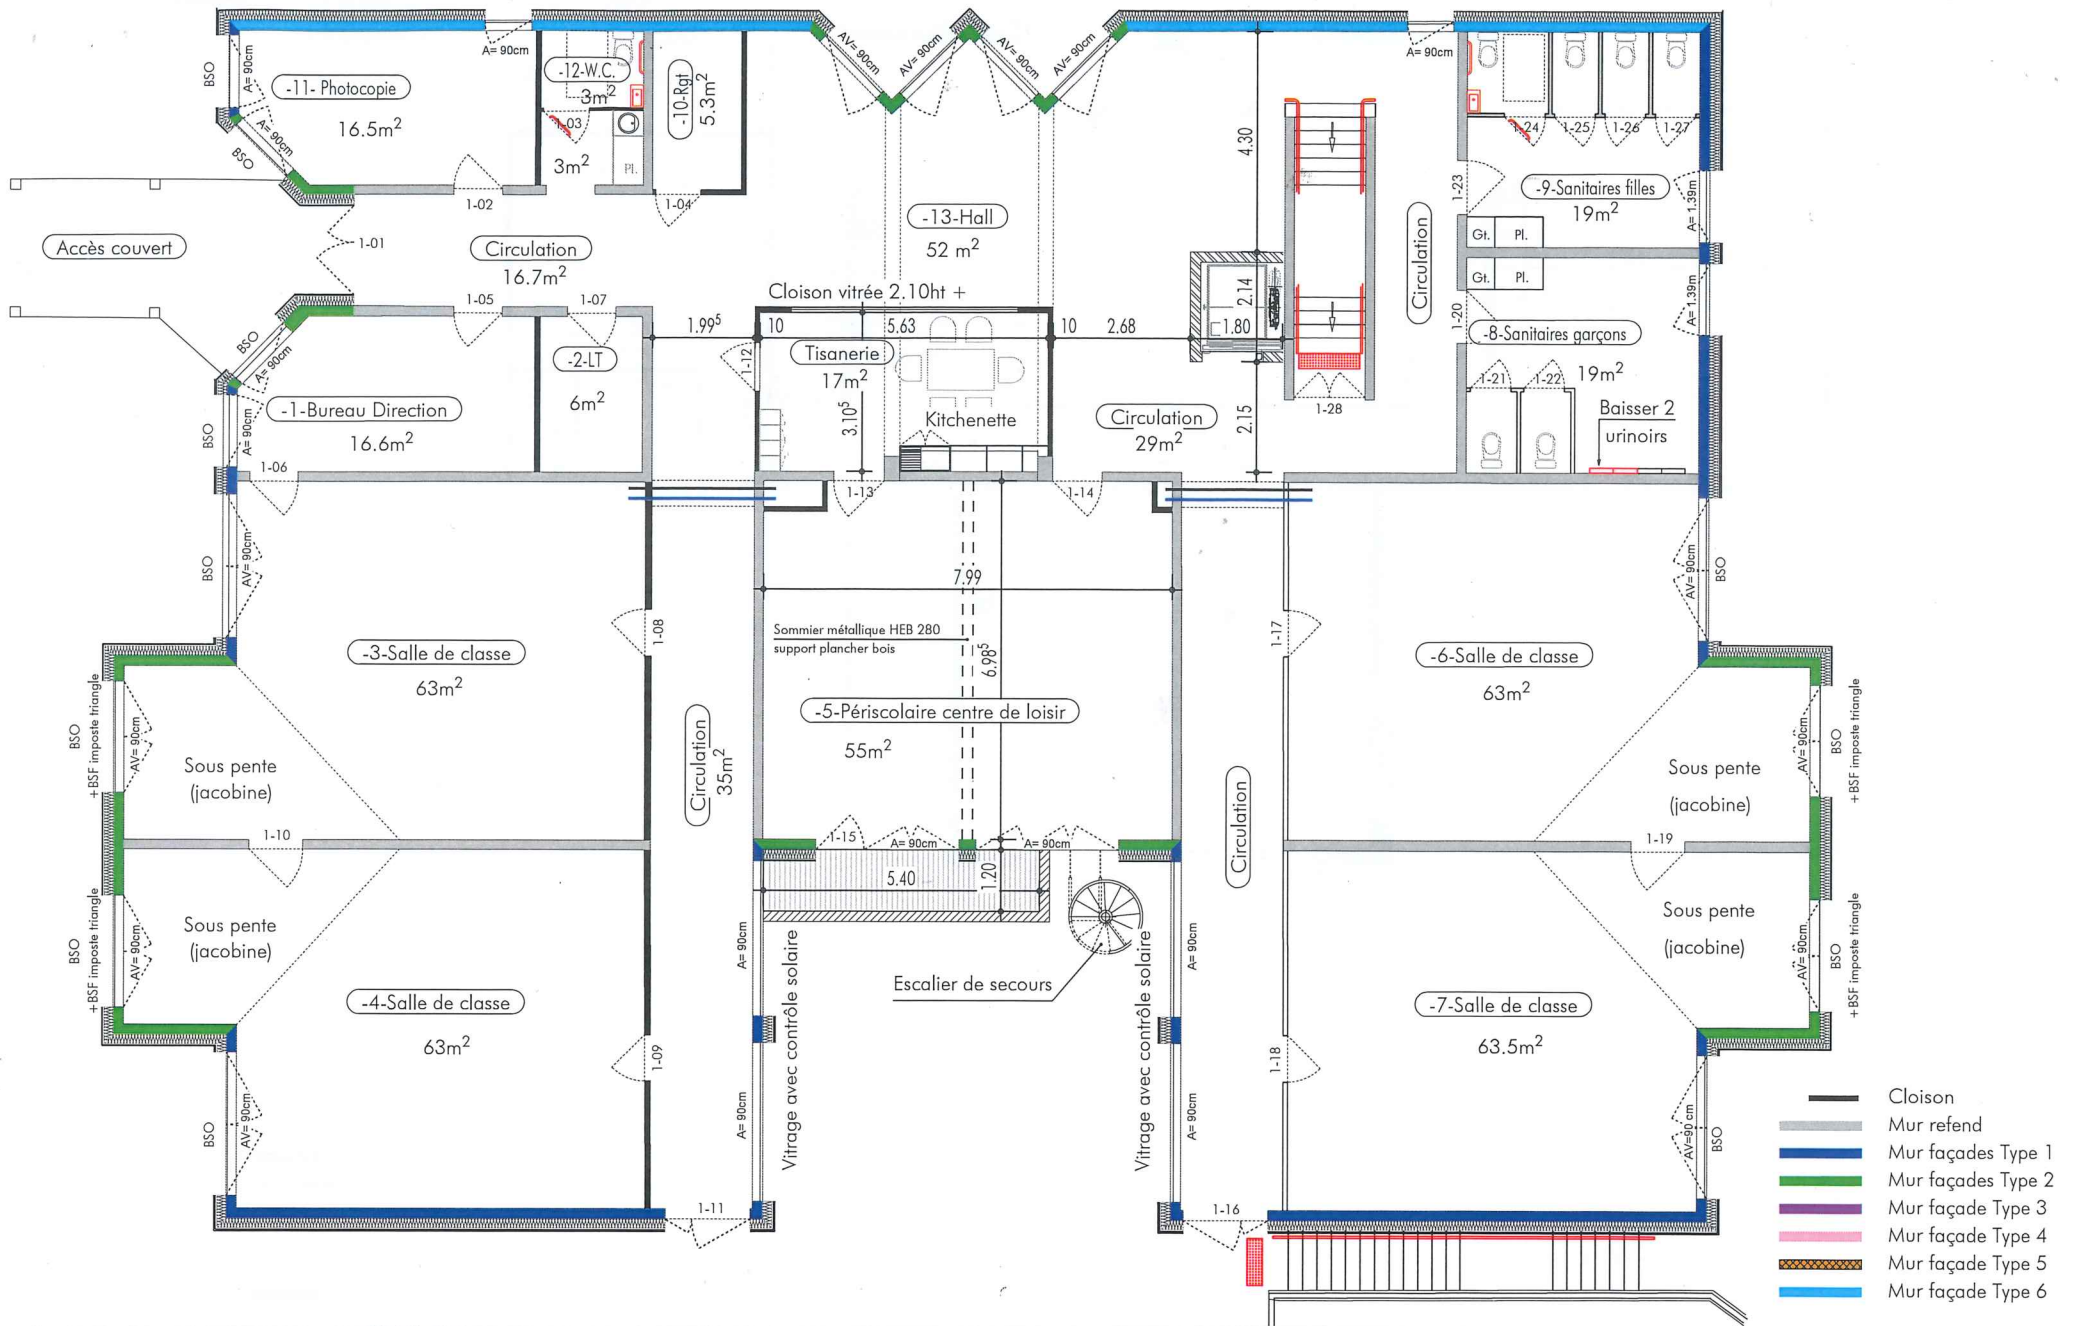 A= 90cm
AV= 90cm
AV= 90cm
AV= 90cm
AV= 90cm
A= 90cm
BSO
A= 90cm
-11- Photocopie
16.5m²
-12-W.C.
3m²
1-03
3m²
Pl.
-10-Rgt
5.3m²
A= 90cm
BSO
1-02
1-04
4.30
1-24
1-25
1-26
1-27
1-23
-9-Sanitaires filles
19m²
A= 1.39m
Gt.
Pl.
-13-Hall
52 m²
Circulation
Accès couvert
1-01
Circulation
16.7m²
Gt.
Pl.
A= 1.39m
Cloison vitrée 2.10ht +
1-05
1-07
1.99⁵
10
5.63
10
2.68
2.14
1.80
1-20
-8-Sanitaires garçons
19m²
BSO
A= 90cm
1-12
Tisanerie
17m²
3.10⁵
Kitchenette
-2-LT
6m²
1-21
1-22
Baisser 2
urinoirs
1-28
-1-Bureau Direction
16.6m²
BSO
A= 90cm
Circulation
29m²
2.15
1-06
1-13
1-14
BSO
AV= 90cm
7.99
AV= 90cm
BSO
1-08
Sommier métallique HEB 280
support plancher bois
6.98⁵
1-17
-3-Salle de classe
63m²
-6-Salle de classe
63m²
-5-Périscolaire centre de loisir
55m²
BSO
+BSF imposte triangle
AV= 90cm
Sous pente
(jacobine)
Circulation
35m²
Sous pente
(jacobine)
AV= 90cm
BSO
+BSF imposte triangle
1-10
1-15
A= 90cm
A= 90cm
1-19
Circulation
5.40
1.20
BSO
+BSF imposte triangle
AV= 90cm
Sous pente
(jacobine)
A= 90cm
Vitrage avec contrôle solaire
Escalier de secours
Vitrage avec contrôle solaire
A= 90cm
Sous pente
(jacobine)
AV= 90cm
BSO
+BSF imposte triangle
-4-Salle de classe
63m²
-7-Salle de classe
63.5m²
1-09
1-18
BSO
AV= 90cm
A= 90cm
A= 90cm
AV=90 cm
BSO
1-11
1-16
Cloison
Mur refend
Mur façades Type 1
Mur façades Type 2
Mur façade Type 3
Mur façade Type 4
Mur façade Type 5
Mur façade Type 6